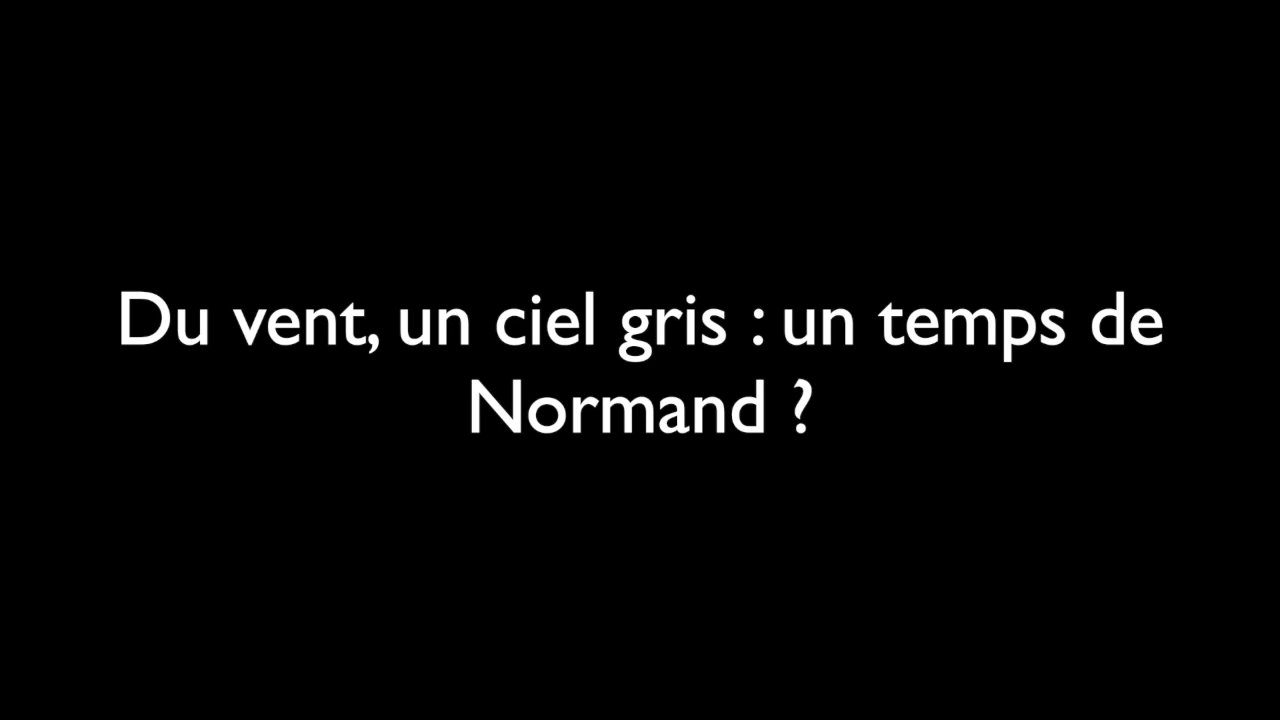 Du vent, un ciel gris : un temps de
Normand ?